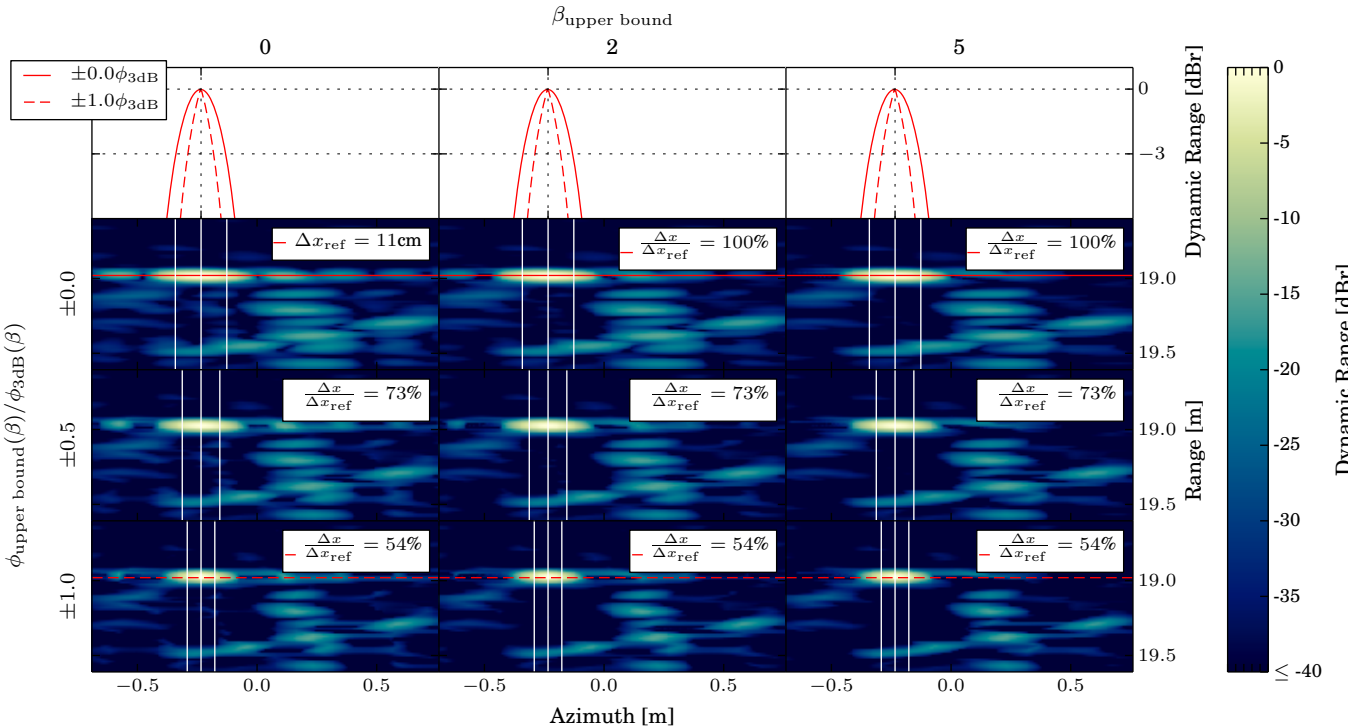 β_upper bound
0 2 5
±0.0ϕ_3dB
±1.0ϕ_3dB
0
−3
Dynamic Range [dBr]
Δx_ref = 11cm
Δx/Δx_ref = 100%
Δx/Δx_ref = 100%
±0.0
19.0
19.5
Δx/Δx_ref = 73%
Δx/Δx_ref = 73%
Δx/Δx_ref = 73%
±0.5
19.0
19.5
Δx/Δx_ref = 54%
Δx/Δx_ref = 54%
Δx/Δx_ref = 54%
±1.0
19.0
19.5
ϕ_upper bound(β)/ϕ_3dB(β)
Range [m]
−0.5 0.0 0.5 −0.5 0.0 0.5 −0.5 0.0 0.5
Azimuth [m]
0
-5
-10
-15
-20
-25
-30
-35
≤ -40
Dynamic Range [dBr]